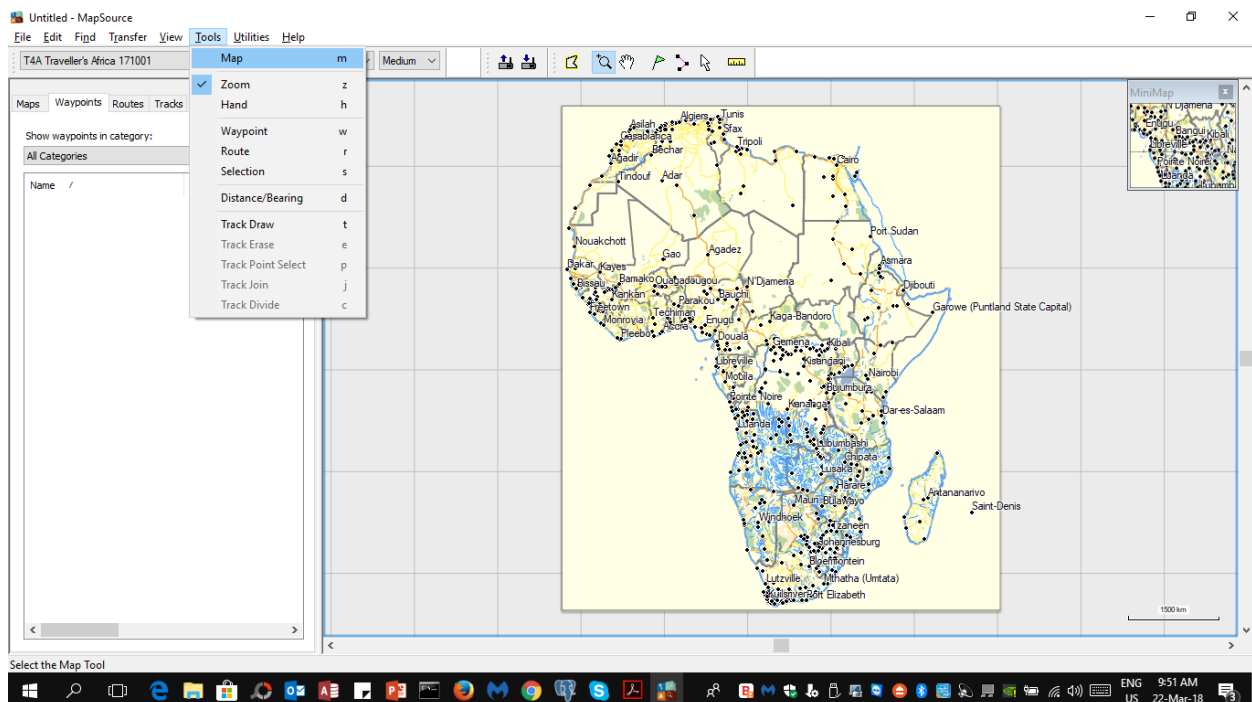 Untitled - MapSource
File Edit Find Transfer View Tools Utilities Help
T4A Traveller's Africa 171001
Medium
Map m
Zoom z
Hand h
Waypoint w
Route r
Selection s
Distance/Bearing d
Track Draw t
Track Erase e
Track Point Select p
Track Join j
Track Divide c
Maps Waypoints Routes Tracks
Show waypoints in category:
All Categories
Name /
MiniMap
N'Djamena
Enugu
Bangui
Kibali
Libreville
Pointe Noire
Luanda
Algiers
Tunis
Asilah
Sfax
Casablanca
Tripoli
Bechar
Agadir
Cairo
Tindouf
Adar
Port Sudan
Nouakchott
Agadez
Gao
Asmara
Dakar
Kayes
Bissau
Bamako
Ouagadougou
N'Djamena
Djibouti
Kankan
Bauchi
Parakou
Garowe (Puntland State Capital)
Freetown
Techiman
Kaga-Bandoro
Monrovia
Enugu
Accra
Pleebo
Douala
Gemena
Kibali
Libreville
Kisangani
Nairobi
Mouila
Bujumbura
Pointe Noire
Kananga
Dar-es-Salaam
Luanda
Lubumbashi
Chipata
Lusaka
Harare
Antananarivo
Maun
Bulawayo
Saint-Denis
Windhoek
Tzaneen
Johannesburg
Bloemfontein
Lutzville
Mthatha (Umtata)
Kuilsriver
Port Elizabeth
1500 km
Select the Map Tool
ENG 9:51 AM
US 22-Mar-18
3